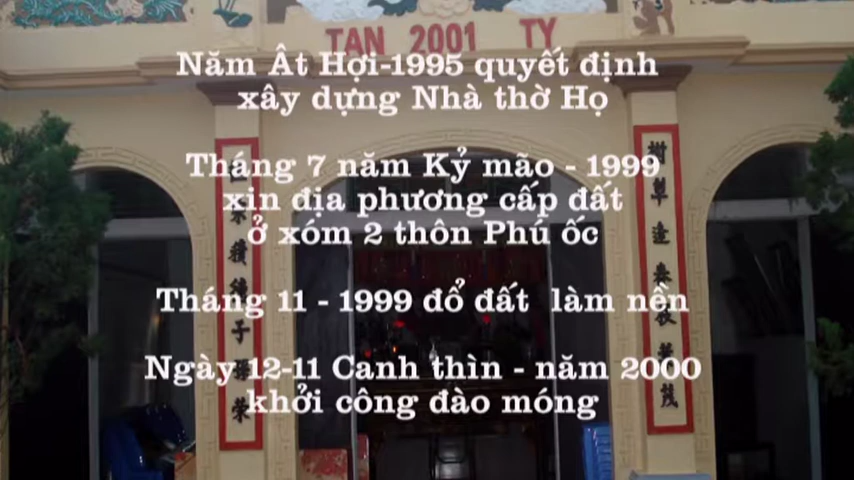 TAN 2001 TY
Năm Ât Hợi-1995 quyết định
xây dựng Nhà thờ Họ
Tháng 7 năm Kỷ mão - 1999
xin địa phương cấp đất
ở xóm 2 thôn Phú ốc
Tháng 11 - 1999 đổ đất làm nền
Ngày 12-11 Canh thìn - năm 2000
khởi công đào móng